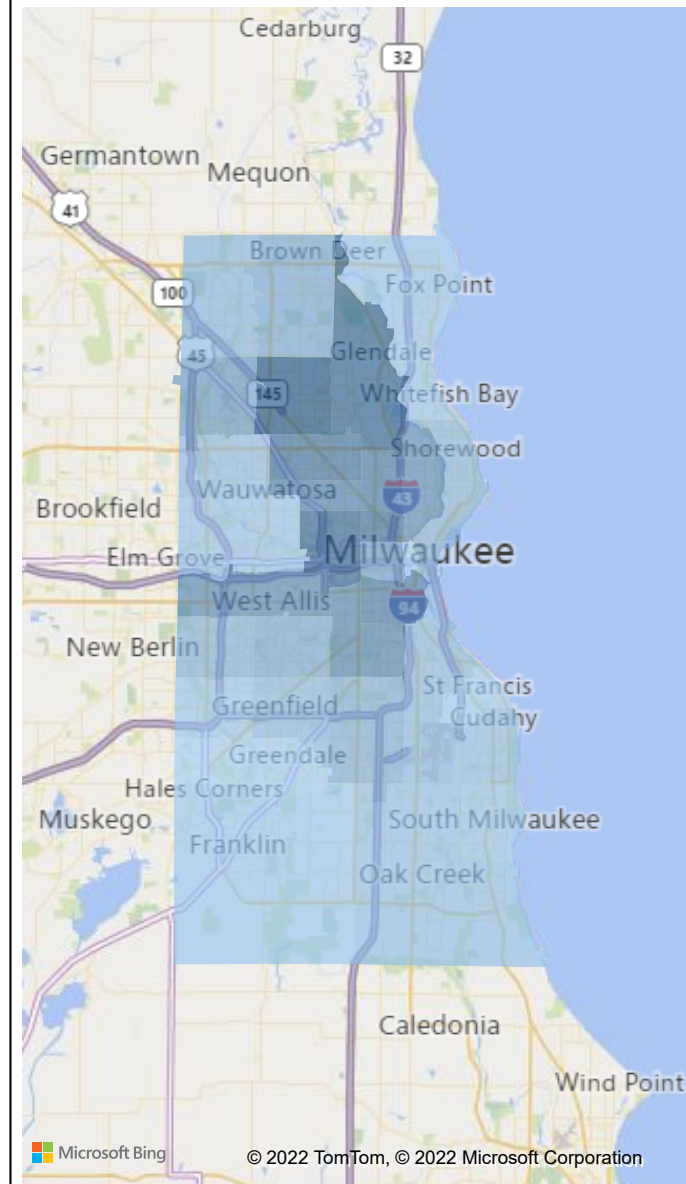 Cedarburg
32
Germantown
Mequon
41
Brown Deer
Fox Point
100
Glendale
45
145
Whitefish Bay
Shorewood
Wauwatosa
43
Brookfield
Milwaukee
Elm Grove
West Allis
94
New Berlin
St Francis
Greenfield
Cudahy
Greendale
Hales Corners
Muskego
South Milwaukee
Franklin
Oak Creek
Caledonia
Wind Point
Microsoft Bing
© 2022 TomTom, © 2022 Microsoft Corporation